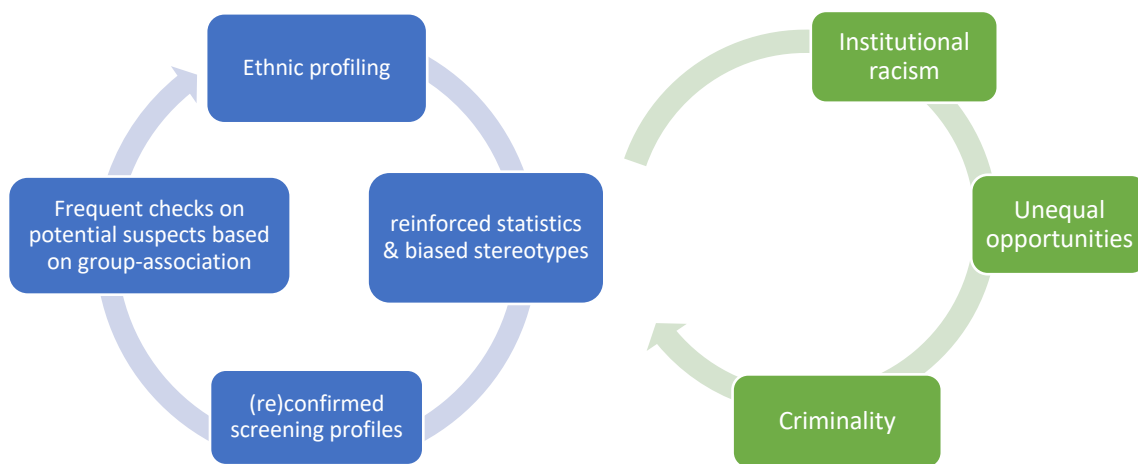 Ethnic profiling
reinforced statistics
& biased stereotypes
(re)confirmed
screening profiles
Frequent checks on
potential suspects based
on group-association
Institutional
racism
Unequal
opportunities
Criminality